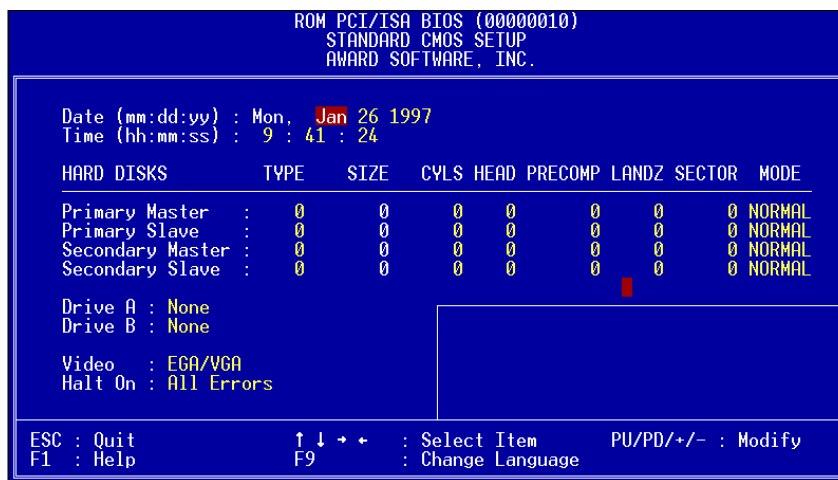 ROM PCI/ISA BIOS (00000010)
STANDARD CMOS SETUP
AWARD SOFTWARE, INC.
Date (mm:dd:yy) : Mon, Jan 26 1997
Time (hh:mm:ss) : 9 : 41 : 24
HARD DISKS TYPE SIZE CYLS HEAD PRECOMP LANDZ SECTOR MODE
Primary Master : 0 0 0 0 0 0 0 NORMAL
Primary Slave : 0 0 0 0 0 0 0 NORMAL
Secondary Master : 0 0 0 0 0 0 0 NORMAL
Secondary Slave : 0 0 0 0 0 0 0 NORMAL
Drive A : None
Drive B : None
Video : EGA/VGA
Halt On : All Errors
ESC : Quit ↑ ↓ → ← : Select Item PU/PD/+/- : Modify
F1 : Help F9 : Change Language